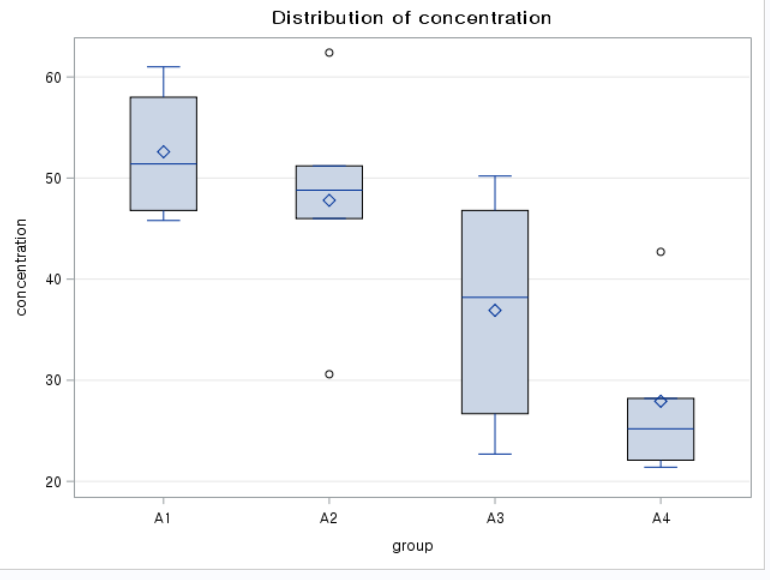 Distribution of concentration
60
50
40
30
20
concentration
A1 A2 A3 A4
group